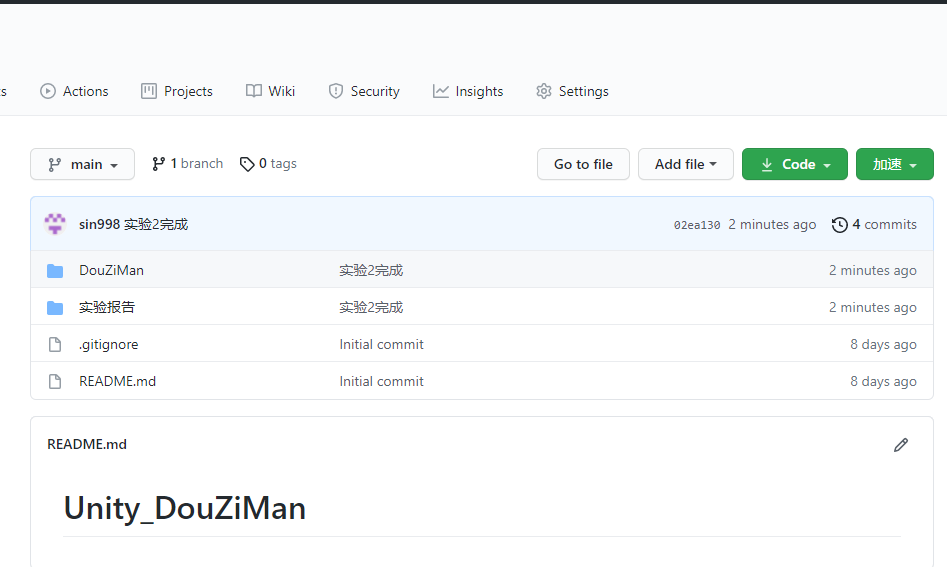 s Actions Projects Wiki Security Insights Settings
main 1 branch 0 tags Go to file Add file Code 加速
sin998 实验2完成 02ea130 2 minutes ago 4 commits
DouZiMan 实验2完成 2 minutes ago
实验报告 实验2完成 2 minutes ago
.gitignore Initial commit 8 days ago
README.md Initial commit 8 days ago
README.md
Unity_DouZiMan